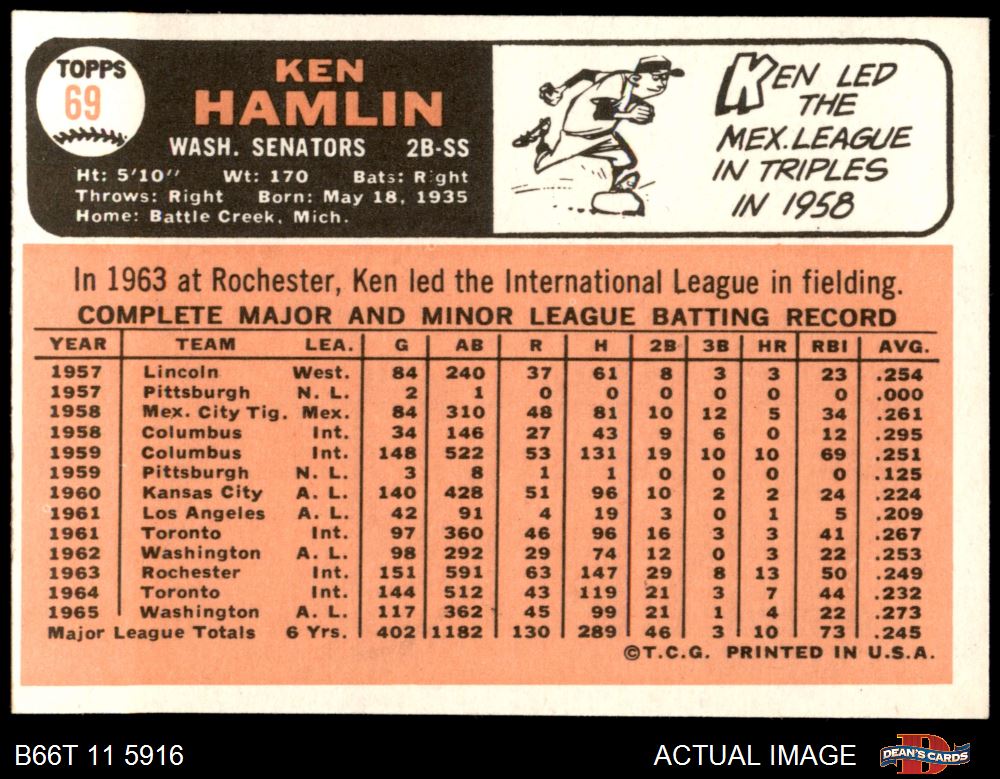 TOPPS
69
KEN
HAMLIN
WASH. SENATORS 2B-SS
Ht: 5'10" Wt: 170 Bats: Right
Throws: Right Born: May 18, 1935
Home: Battle Creek, Mich.
KEN LED
THE
MEX. LEAGUE
IN TRIPLES
IN 1958
In 1963 at Rochester, Ken led the International League in fielding.
COMPLETE MAJOR AND MINOR LEAGUE BATTING RECORD
YEAR TEAM LEA. G AB R H 2B 3B HR RBI AVG.
1957 Lincoln West. 84 240 37 61 8 3 3 23 .254
1957 Pittsburgh N. L. 2 1 0 0 0 0 0 0 .000
1958 Mex. City Tig. Mex. 84 310 48 81 10 12 5 34 .261
1958 Columbus Int. 34 146 27 43 9 6 0 12 .295
1959 Columbus Int. 148 522 53 131 19 10 10 69 .251
1959 Pittsburgh N. L. 3 8 1 1 0 0 0 0 .125
1960 Kansas City A. L. 140 428 51 96 10 2 2 24 .224
1961 Los Angeles A. L. 42 91 4 19 3 0 1 5 .209
1961 Toronto Int. 97 360 46 96 16 3 3 41 .267
1962 Washington A. L. 98 292 29 74 12 0 3 22 .253
1963 Rochester Int. 151 591 63 147 29 8 13 50 .249
1964 Toronto Int. 144 512 43 119 21 3 7 44 .232
1965 Washington A. L. 117 362 45 99 21 1 4 22 .273
Major League Totals 6 Yrs. 402 1182 130 289 46 3 10 73 .245
©T.C.G. PRINTED IN U.S.A.
B66T 11 5916 ACTUAL IMAGE DEAN'S CARDS